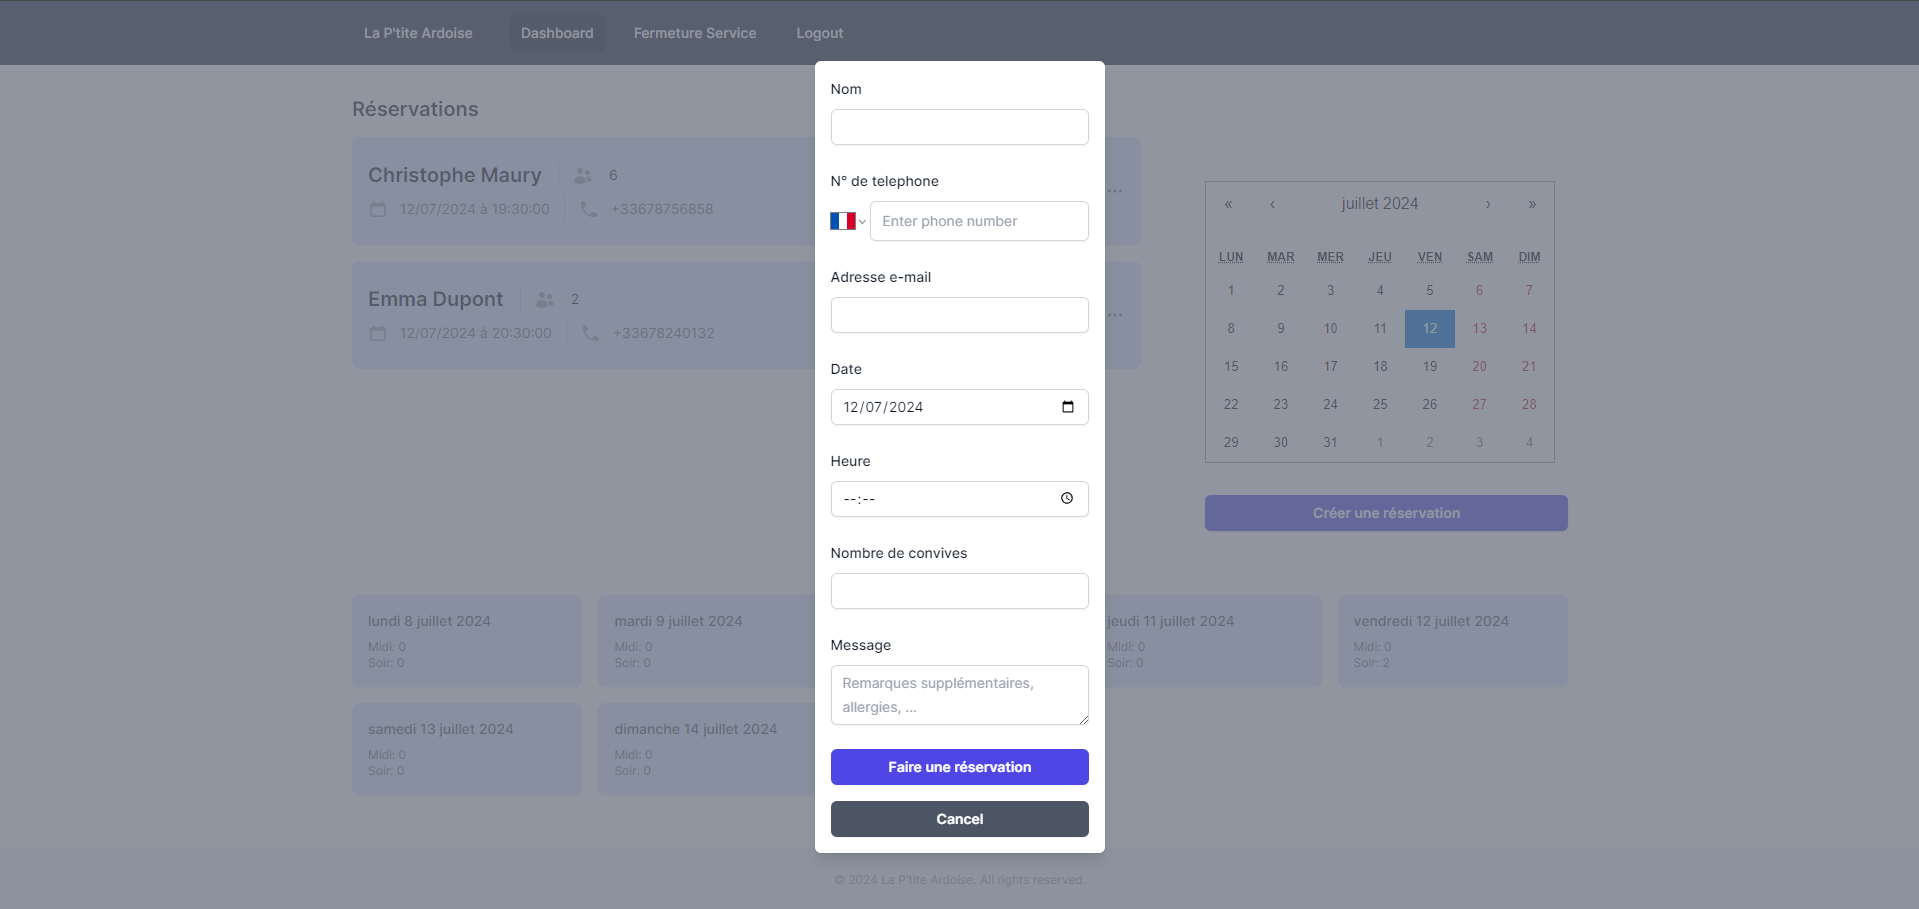 La P'tite Ardoise Dashboard Fermeture Service Logout
Réservations
Christophe Maury 6
12/07/2024 à 19:30:00 +33678756858
...
Emma Dupont 2
12/07/2024 à 20:30:00 +33678240132
...
Nom
N° de telephone
Enter phone number
Adresse e-mail
Date
12/07/2024
Heure
--:--
Nombre de convives
Message
Remarques supplémentaires,
allergies, ...
Faire une réservation
Cancel
« ‹ juillet 2024 › »
LUN MAR MER JEU VEN SAM DIM
1 2 3 4 5 6 7
8 9 10 11 12 13 14
15 16 17 18 19 20 21
22 23 24 25 26 27 28
29 30 31 1 2 3 4
Créer une réservation
lundi 8 juillet 2024
Midi: 0
Soir: 0
mardi 9 juillet 2024
Midi: 0
Soir: 0
jeudi 11 juillet 2024
Midi: 0
Soir: 0
vendredi 12 juillet 2024
Midi: 0
Soir: 2
samedi 13 juillet 2024
Midi: 0
Soir: 0
dimanche 14 juillet 2024
Midi: 0
Soir: 0
© 2024 La P'tite Ardoise. All rights reserved.